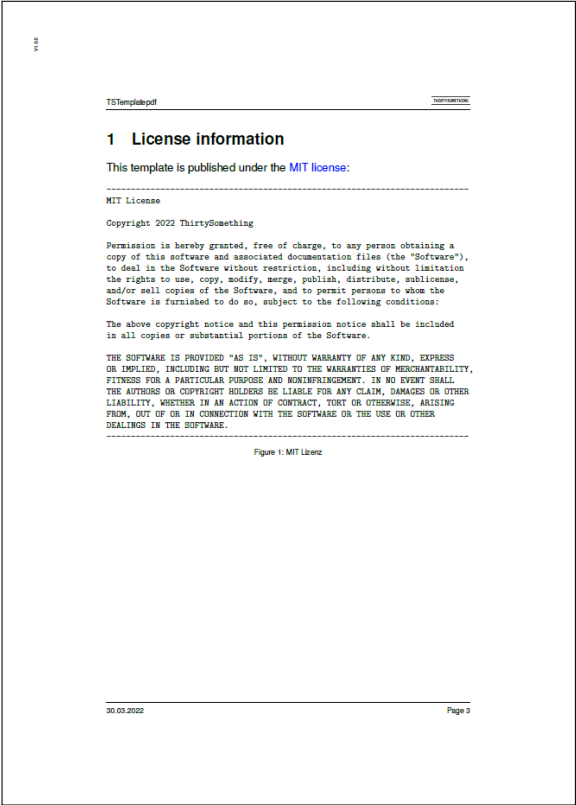 V1.0.0
TSTemplatepdf
THIRTYSOMETHING
1 License information
This template is published under the MIT license:
--------------------------------------------------------------------------
MIT License
Copyright 2022 ThirtySomething
Permission is hereby granted, free of charge, to any person obtaining a
copy of this software and associated documentation files (the "Software"),
to deal in the Software without restriction, including without limitation
the rights to use, copy, modify, merge, publish, distribute, sublicense,
and/or sell copies of the Software, and to permit persons to whom the
Software is furnished to do so, subject to the following conditions:
The above copyright notice and this permission notice shall be included
in all copies or substantial portions of the Software.
THE SOFTWARE IS PROVIDED "AS IS", WITHOUT WARRANTY OF ANY KIND, EXPRESS
OR IMPLIED, INCLUDING BUT NOT LIMITED TO THE WARRANTIES OF MERCHANTABILITY,
FITNESS FOR A PARTICULAR PURPOSE AND NONINFRINGEMENT. IN NO EVENT SHALL
THE AUTHORS OR COPYRIGHT HOLDERS BE LIABLE FOR ANY CLAIM, DAMAGES OR OTHER
LIABILITY, WHETHER IN AN ACTION OF CONTRACT, TORT OR OTHERWISE, ARISING
FROM, OUT OF OR IN CONNECTION WITH THE SOFTWARE OR THE USE OR OTHER
DEALINGS IN THE SOFTWARE.
--------------------------------------------------------------------------
Figure 1: MIT Lizenz
30.03.2022
Page 3